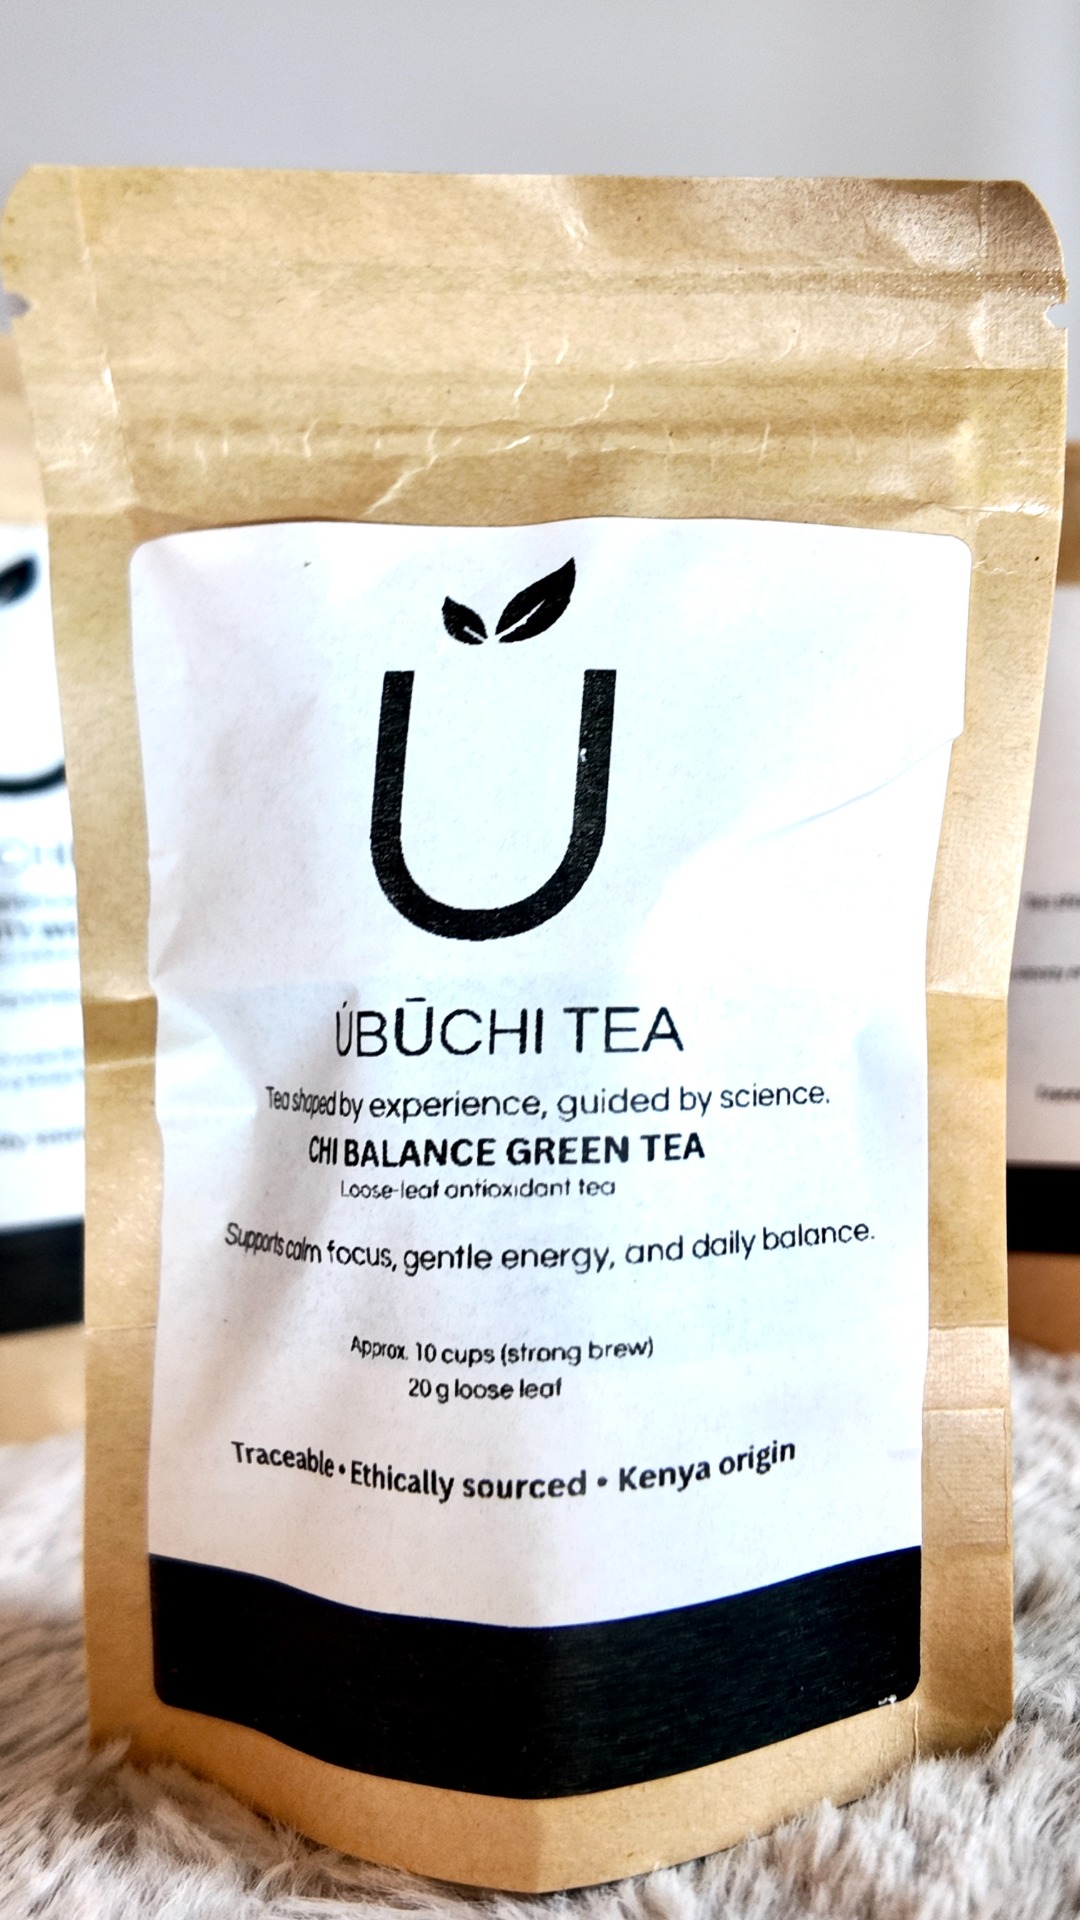 ÚBŪCHI TEA
Tea shaped by experience, guided by science.
CHI BALANCE GREEN TEA
Loose-leaf antioxidant tea
Supports calm focus, gentle energy, and daily balance.
Approx. 10 cups (strong brew)
20 g loose leaf
Traceable • Ethically sourced • Kenya origin